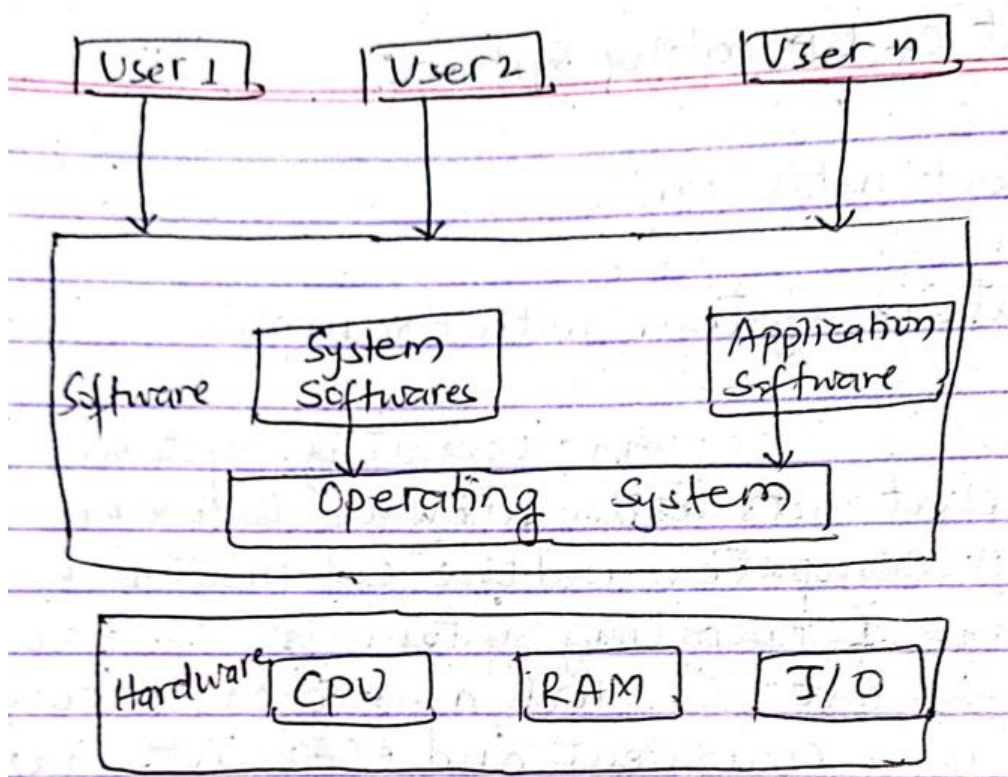 User 1
User 2
User n
Software
System
Softwares
Application
Software
Operating System
Hardware
CPU
RAM
I/O